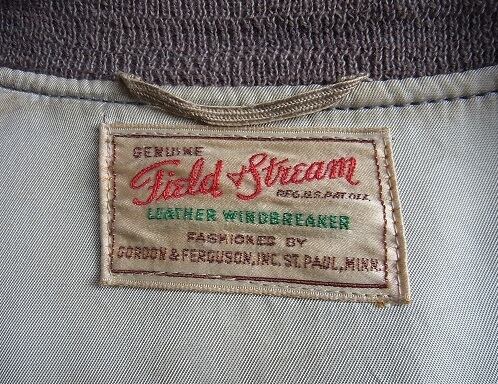 GENUINE
Field & Stream
REG. U.S. PAT. OFF.
LEATHER WINDBREAKER
FASHIONED BY
GORDON & FERGUSON, INC. ST. PAUL, MINN.